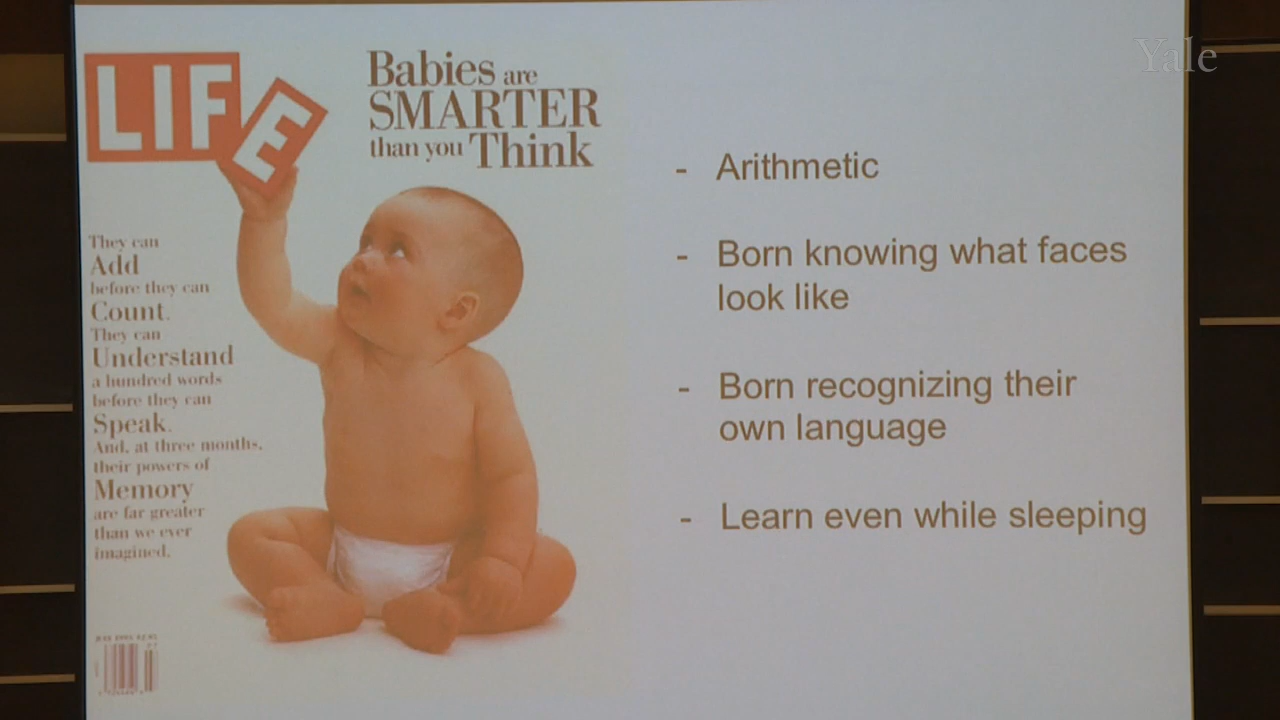 Yale
LIFE
Babies are
SMARTER
than you Think
They can
Add
before they can
Count.
They can
Understand
a hundred words
before they can
Speak.
And, at three months,
their powers of
Memory
are far greater
than we ever
imagined.
- Arithmetic
- Born knowing what faces
look like
- Born recognizing their
own language
- Learn even while sleeping